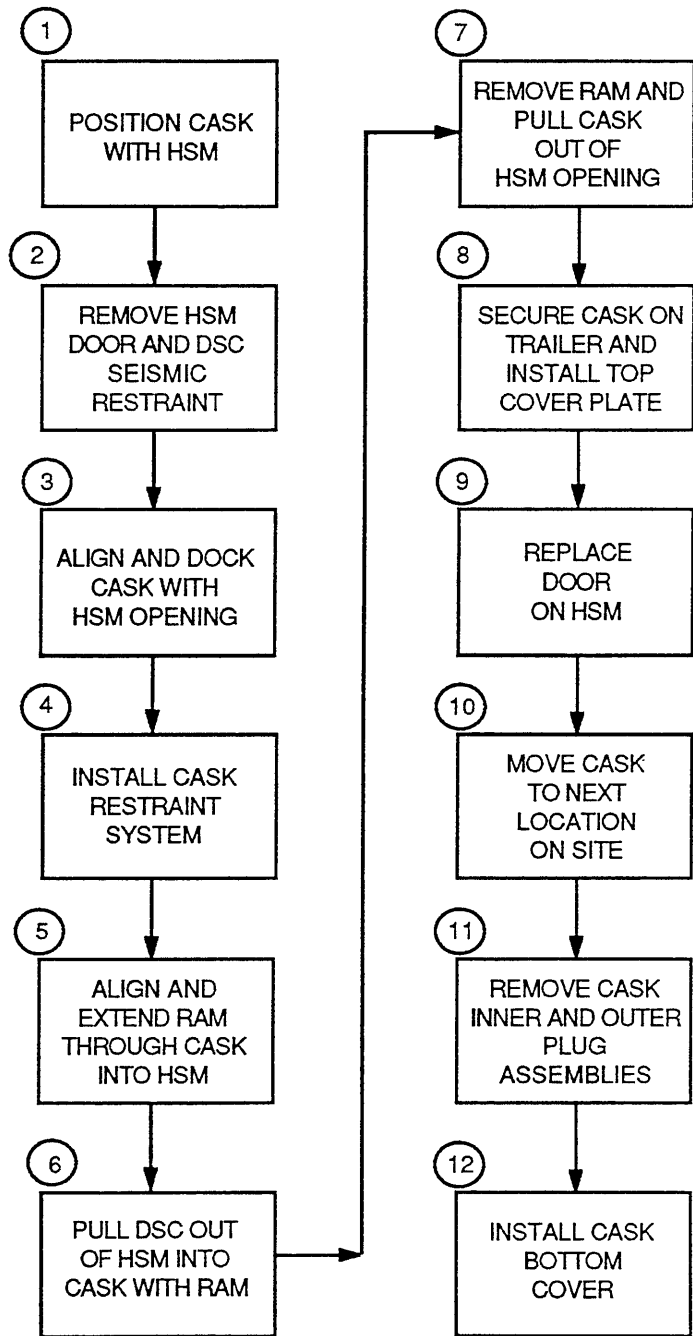 1
POSITION CASK
WITH HSM
2
REMOVE HSM
DOOR AND DSC
SEISMIC
RESTRAINT
3
ALIGN AND DOCK
CASK WITH
HSM OPENING
4
INSTALL CASK
RESTRAINT
SYSTEM
5
ALIGN AND
EXTEND RAM
THROUGH CASK
INTO HSM
6
PULL DSC OUT
OF HSM INTO
CASK WITH RAM
7
REMOVE RAM AND
PULL CASK
OUT OF
HSM OPENING
8
SECURE CASK ON
TRAILER AND
INSTALL TOP
COVER PLATE
9
REPLACE
DOOR
ON HSM
10
MOVE CASK
TO NEXT
LOCATION
ON SITE
11
REMOVE CASK
INNER AND OUTER
PLUG
ASSEMBLIES
12
INSTALL CASK
BOTTOM
COVER